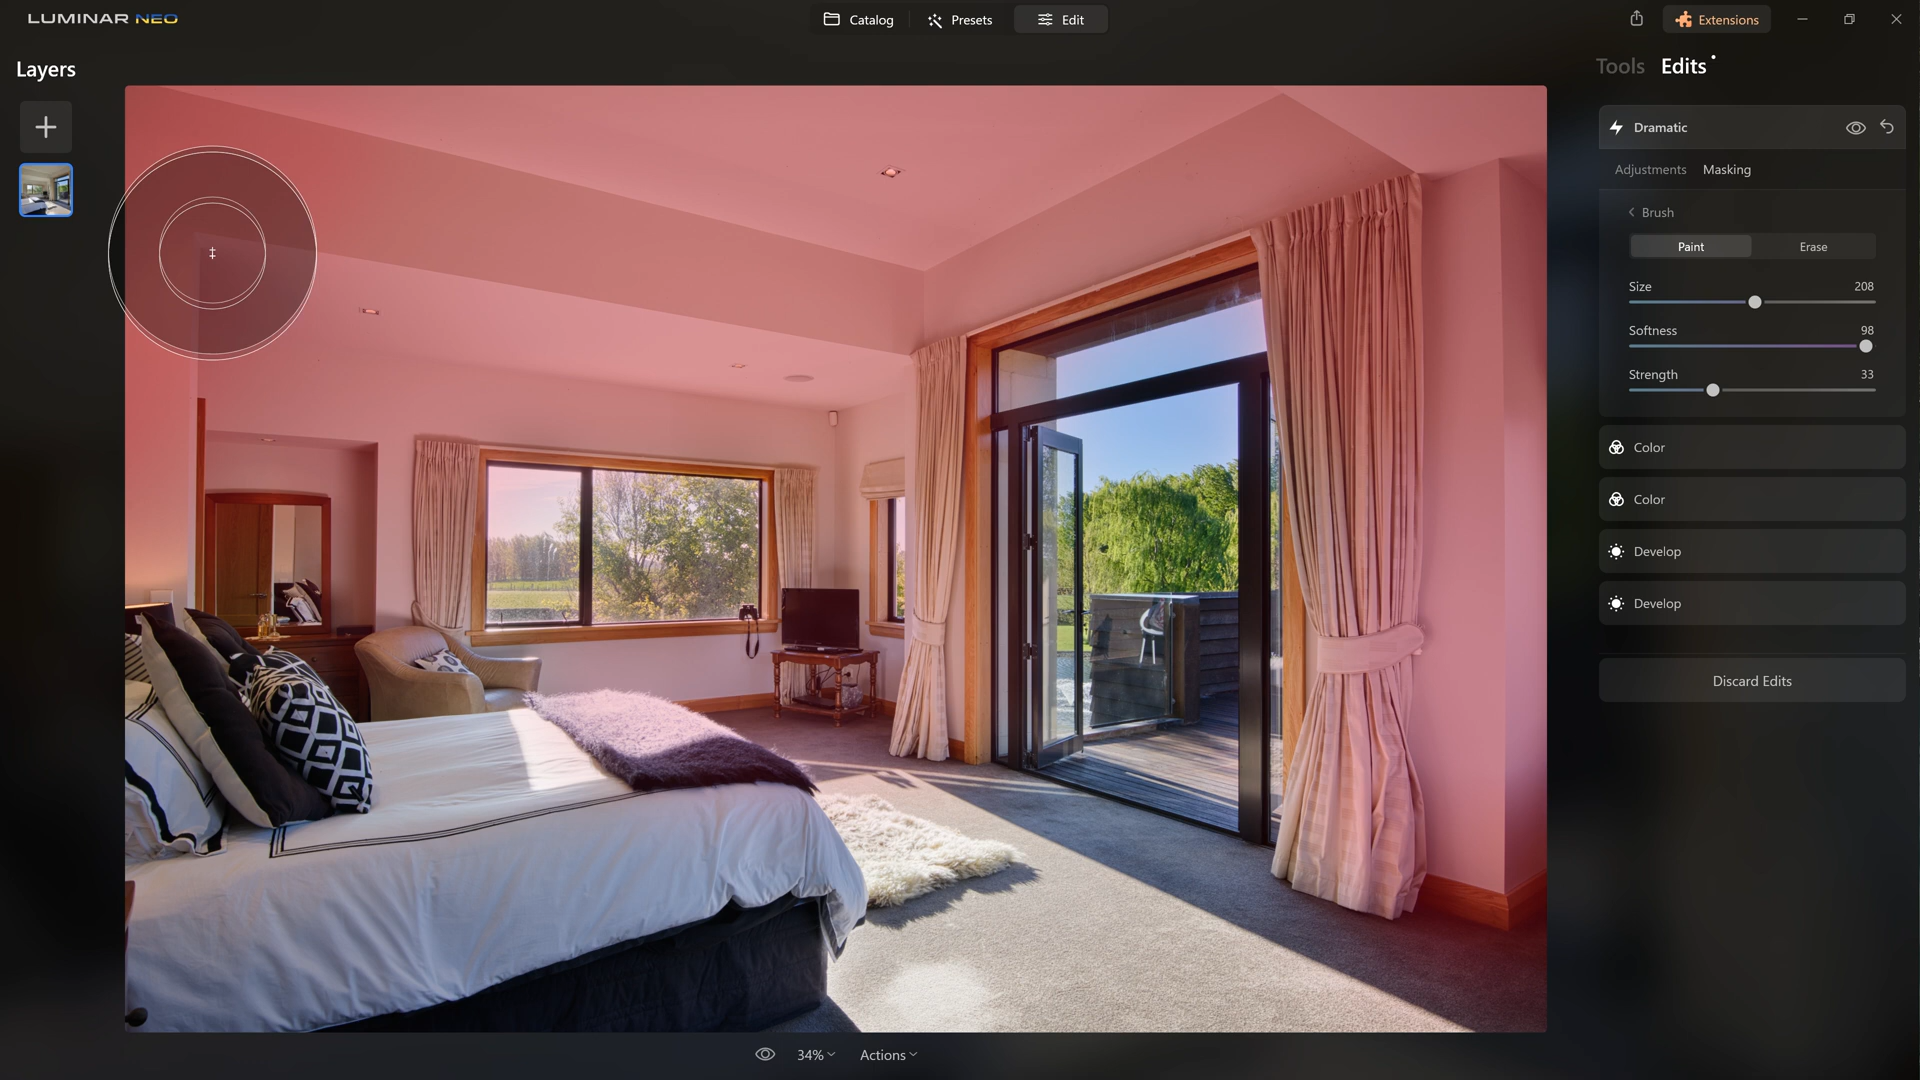 LUMINAR NEO
Catalog
Presets
Edit
Extensions
Layers
Tools
Edits
Dramatic
Adjustments
Masking
Brush
Paint
Erase
Size
208
Softness
98
Strength
33
Color
Color
Develop
Develop
Discard Edits
34%
Actions